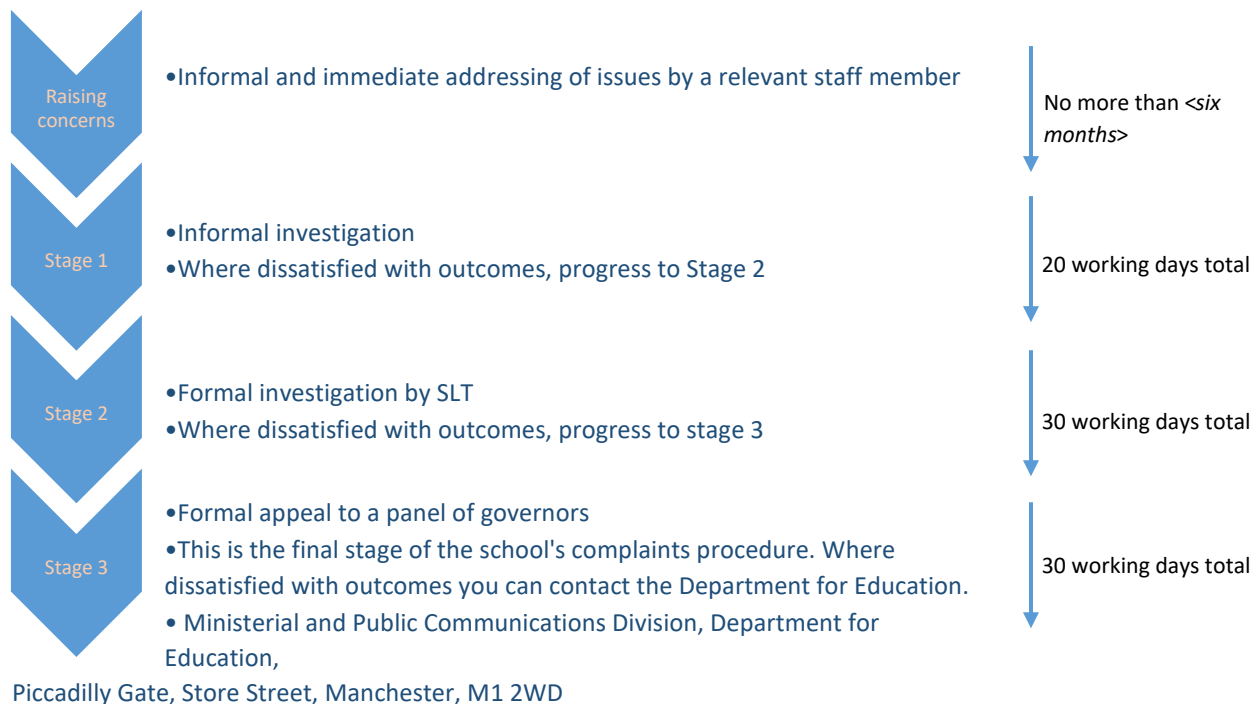 Raising
concerns
•Informal and immediate addressing of issues by a relevant staff member
No more than <six
months>
Stage 1
•Informal investigation
•Where dissatisfied with outcomes, progress to Stage 2
20 working days total
Stage 2
•Formal investigation by SLT
•Where dissatisfied with outcomes, progress to stage 3
30 working days total
Stage 3
•Formal appeal to a panel of governors
•This is the final stage of the school's complaints procedure. Where
dissatisfied with outcomes you can contact the Department for Education.
• Ministerial and Public Communications Division, Department for
Education,
Piccadilly Gate, Store Street, Manchester, M1 2WD
30 working days total